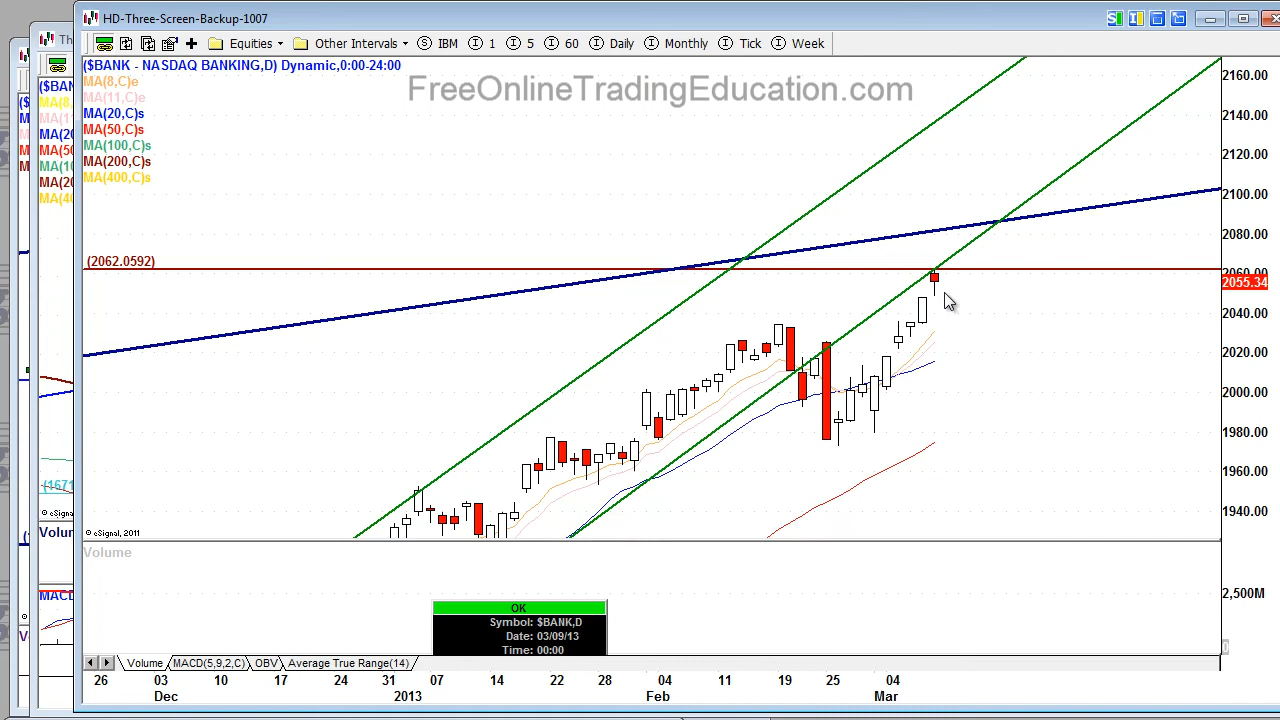 HD-Three-Screen-Backup-1007
Equities Other Intervals IBM 1 5 60 Daily Monthly Tick Week
($BANK - NASDAQ BANKING,D) Dynamic,0:00-24:00
FreeOnlineTradingEducation.com
MA(8,C)e
MA(11,C)e
MA(20,C)s
MA(50,C)s
MA(100,C)s
MA(200,C)s
MA(400,C)s
(2062.0592)
2160.00
2140.00
2120.00
2100.00
2080.00
2060.00
2055.34
2040.00
2020.00
2000.00
1980.00
1960.00
1940.00
© eSignal, 2011
Volume
2,500M
OK
Symbol: $BANK,D
Date: 03/09/13
Time: 00:00
Volume MACD(5,9,2,C) OBV Average True Range(14)
26 03 10 17 24 31 07 14 22 28 04 11 19 25 04
Dec 2013 Feb Mar